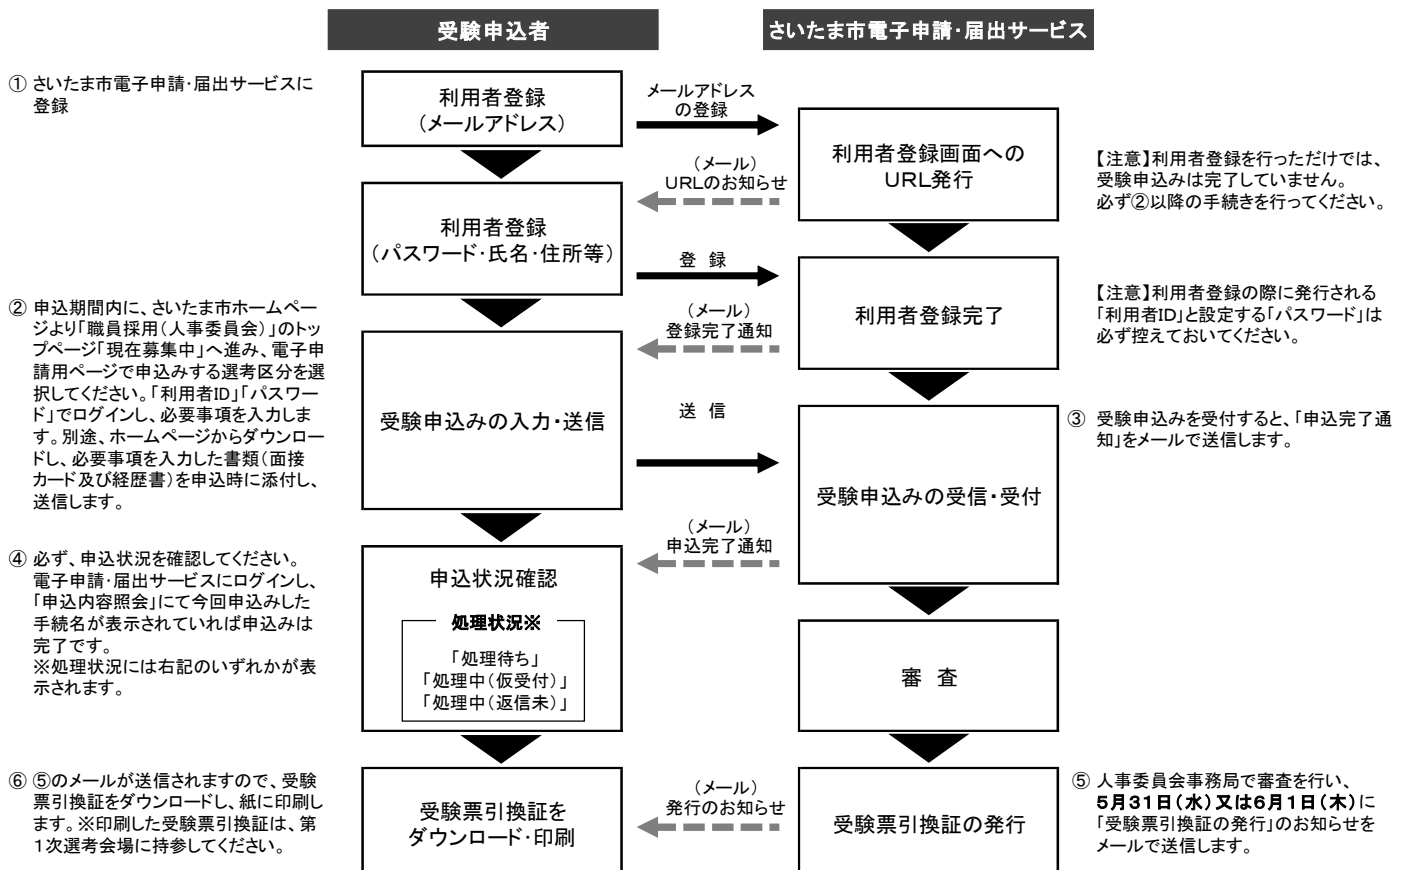 受験申込者
さいたま市電子申請･届出サービス
① さいたま市電子申請･届出サービスに
登録
利用者登録
（メールアドレス）
メールアドレス
の登録
利用者登録画面への
ＵＲＬ発行
（メール）
ＵＲＬのお知らせ
【注意】利用者登録を行っただけでは、
受験申込みは完了していません。
必ず②以降の手続きを行ってください。
利用者登録
（パスワード･氏名･住所等）
登 録
利用者登録完了
（メール）
登録完了通知
【注意】利用者登録の際に発行される
「利用者ID」と設定する「パスワード」は
必ず控えておいてください。
② 申込期間内に、さいたま市ホームペー
ジより「職員採用（人事委員会）」のトッ
プページ「現在募集中」へ進み、電子申
請用ページで申込みする選考区分を選
択してください。「利用者ID」「パスワー
ド」でログインし、必要事項を入力しま
す。別途、ホームページからダウンロー
ドし、必要事項を入力した書類（面接
カード及び経歴書）を申込時に添付し、
送信します。
受験申込みの入力･送信
送 信
受験申込みの受信・受付
③ 受験申込みを受付すると、「申込完了通
知」をメールで送信します。
（メール）
申込完了通知
④ 必ず、申込状況を確認してください。
電子申請･届出サービスにログインし、
「申込内容照会」にて今回申込みした
手続名が表示されていれば申込みは
完了です。
※処理状況には右記のいずれかが表
示されます。
申込状況確認
処理状況※
「処理待ち」
「処理中（仮受付）」
「処理中（返信未）」
審 査
⑥ ⑤のメールが送信されますので、受験
票引換証をダウンロードし、紙に印刷し
ます。※印刷した受験票引換証は、第
１次選考会場に持参してください。
受験票引換証を
ダウンロード･印刷
（メール）
発行のお知らせ
受験票引換証の発行
⑤ 人事委員会事務局で審査を行い、
５月３１日（水）又は６月１日（木）に
「受験票引換証の発行」のお知らせを
メールで送信します。